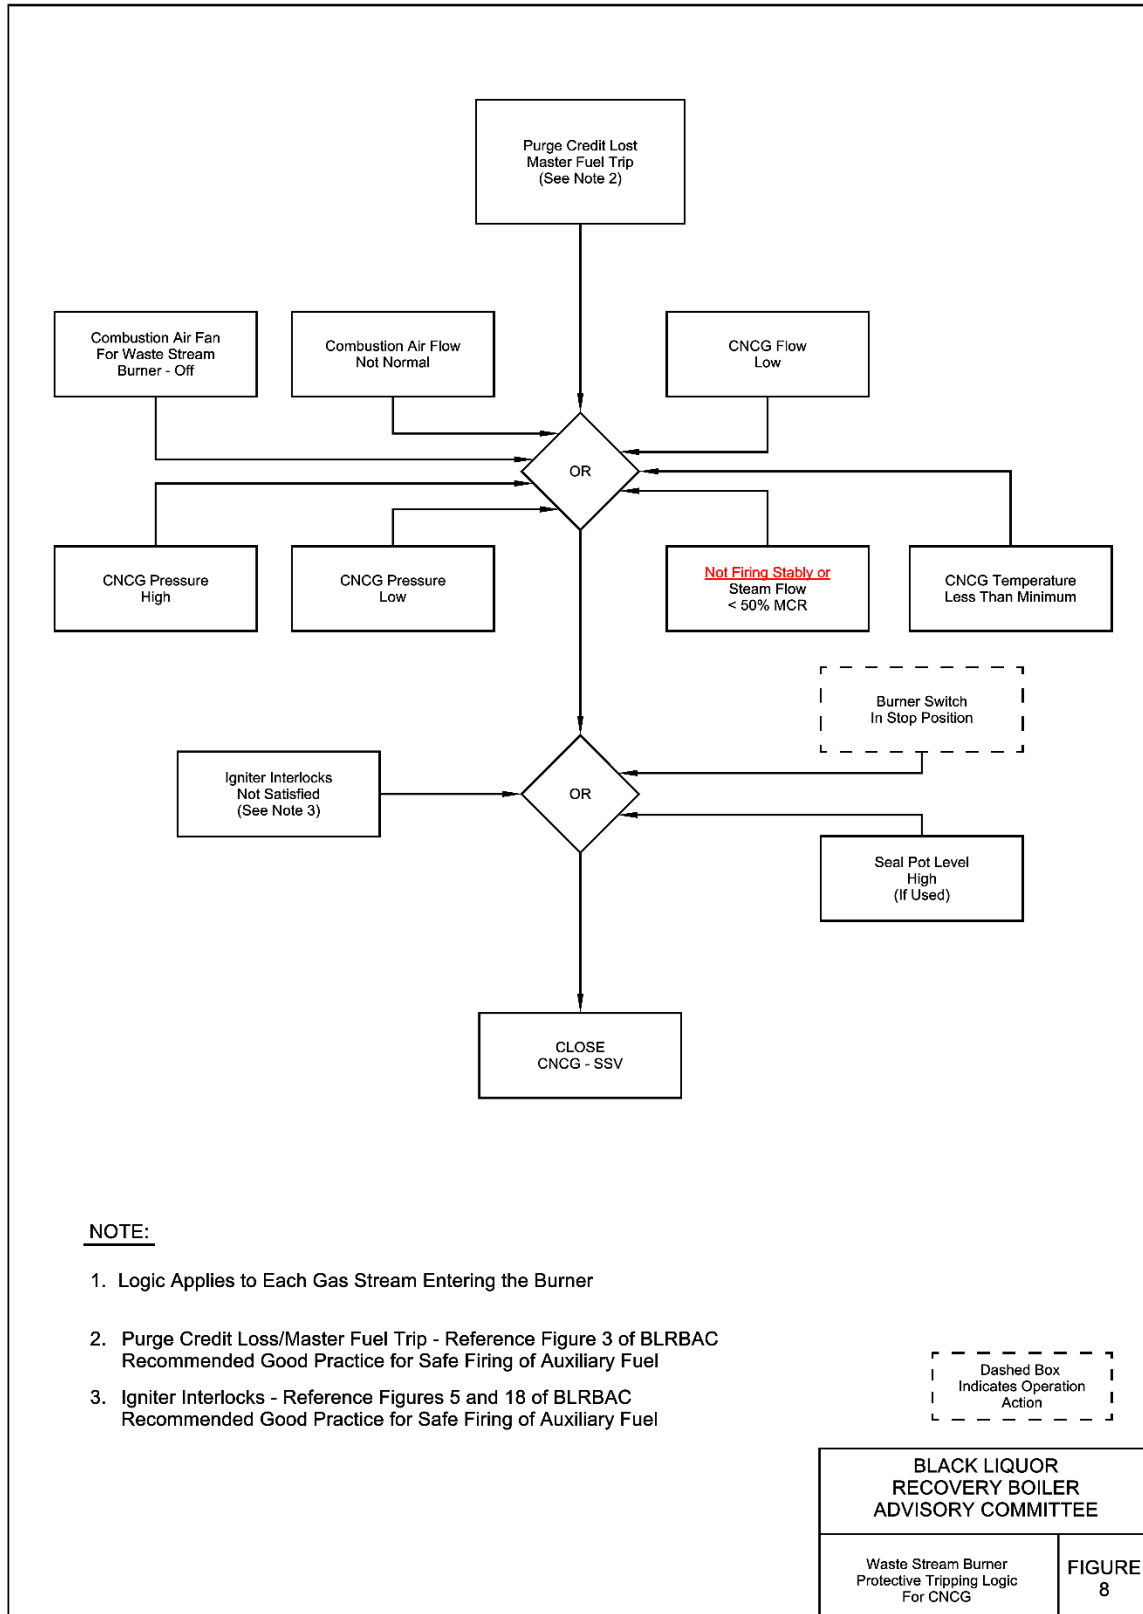 Purge Credit Lost
Master Fuel Trip
(See Note 2)
Combustion Air Fan
For Waste Stream
Burner - Off
Combustion Air Flow
Not Normal
CNCG Flow
Low
OR
CNCG Pressure
High
CNCG Pressure
Low
Not Firing Stably or
Steam Flow
< 50% MCR
CNCG Temperature
Less Than Minimum
Burner Switch
In Stop Position
Igniter Interlocks
Not Satisfied
(See Note 3)
OR
Seal Pot Level
High
(If Used)
CLOSE
CNCG - SSV
NOTE:
1. Logic Applies to Each Gas Stream Entering the Burner
2. Purge Credit Loss/Master Fuel Trip - Reference Figure 3 of BLRBAC
Recommended Good Practice for Safe Firing of Auxiliary Fuel
3. Igniter Interlocks - Reference Figures 5 and 18 of BLRBAC
Recommended Good Practice for Safe Firing of Auxiliary Fuel
Dashed Box
Indicates Operation
Action
BLACK LIQUOR
RECOVERY BOILER
ADVISORY COMMITTEE
Waste Stream Burner
Protective Tripping Logic
For CNCG
FIGURE
8